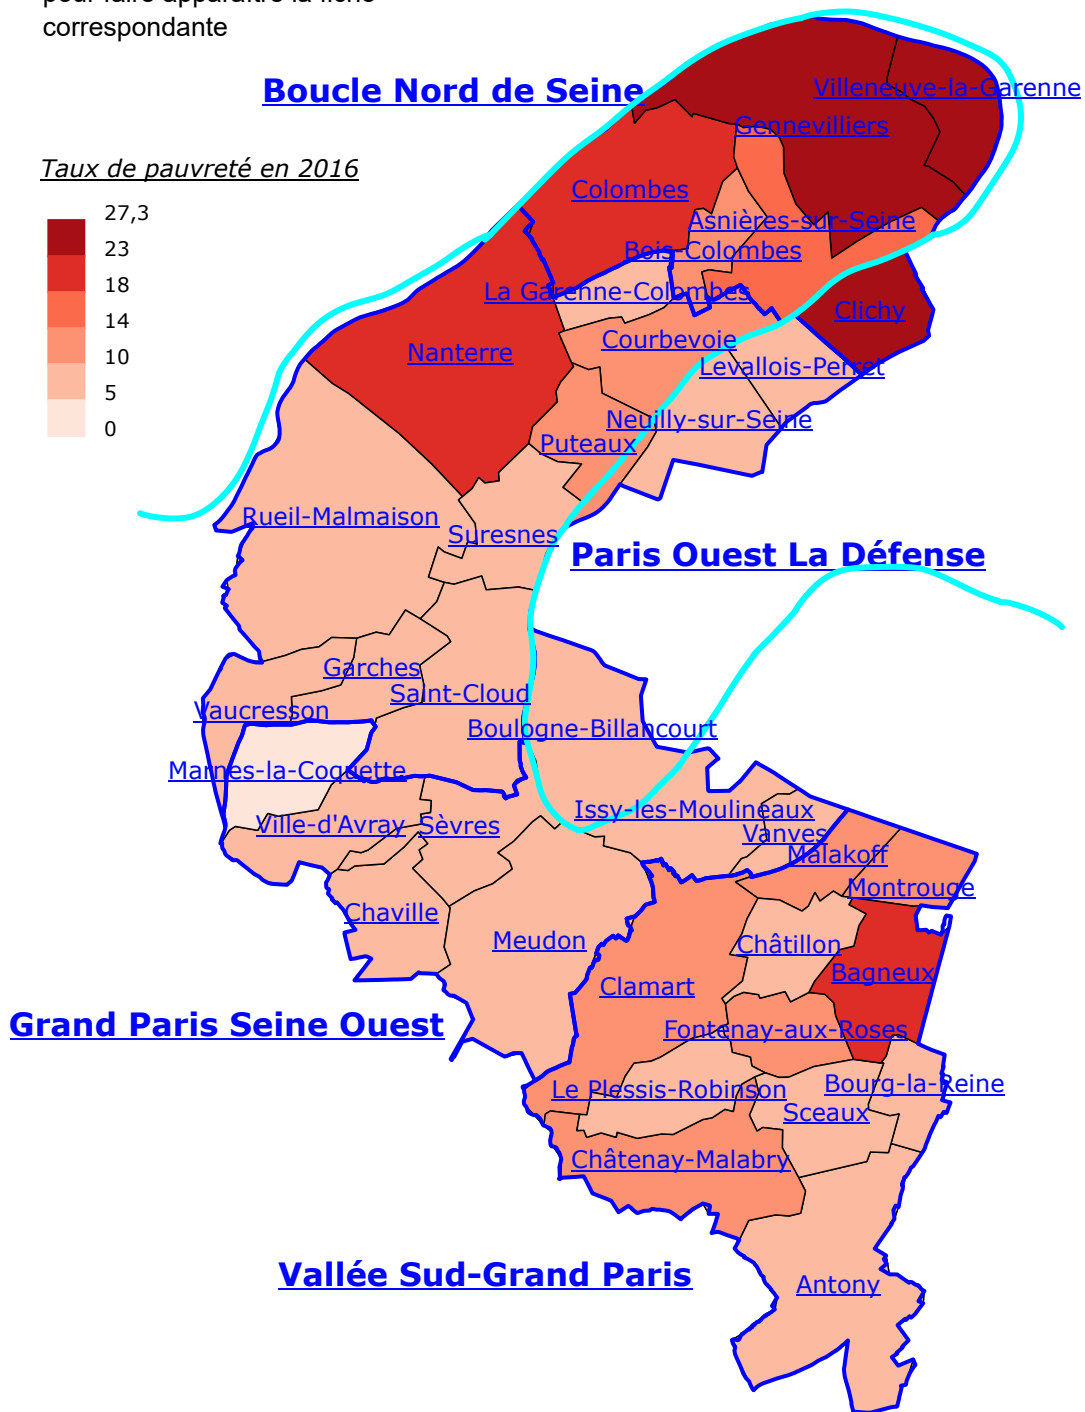 correspondante
Boucle Nord de Seine
Villeneuve-la-Garenne
Gennevilliers
Taux de pauvreté en 2016
27,3
23
18
14
10
5
0
Colombes
Asnières-sur-Seine
Bois-Colombes
La Garenne-Colombes
Clichy
Courbevoie
Nanterre
Levallois-Perret
Neuilly-sur-Seine
Puteaux
Rueil-Malmaison
Suresnes
Paris Ouest La Défense
Garches
Saint-Cloud
Vaucresson
Boulogne-Billancourt
Marnes-la-Coquette
Issy-les-Moulineaux
Ville-d'Avray
Sèvres
Vanves
Malakoff
Montrouge
Chaville
Meudon
Châtillon
Bagneux
Clamart
Grand Paris Seine Ouest
Fontenay-aux-Roses
Le Plessis-Robinson
Bourg-la-Reine
Sceaux
Châtenay-Malabry
Vallée Sud-Grand Paris
Antony